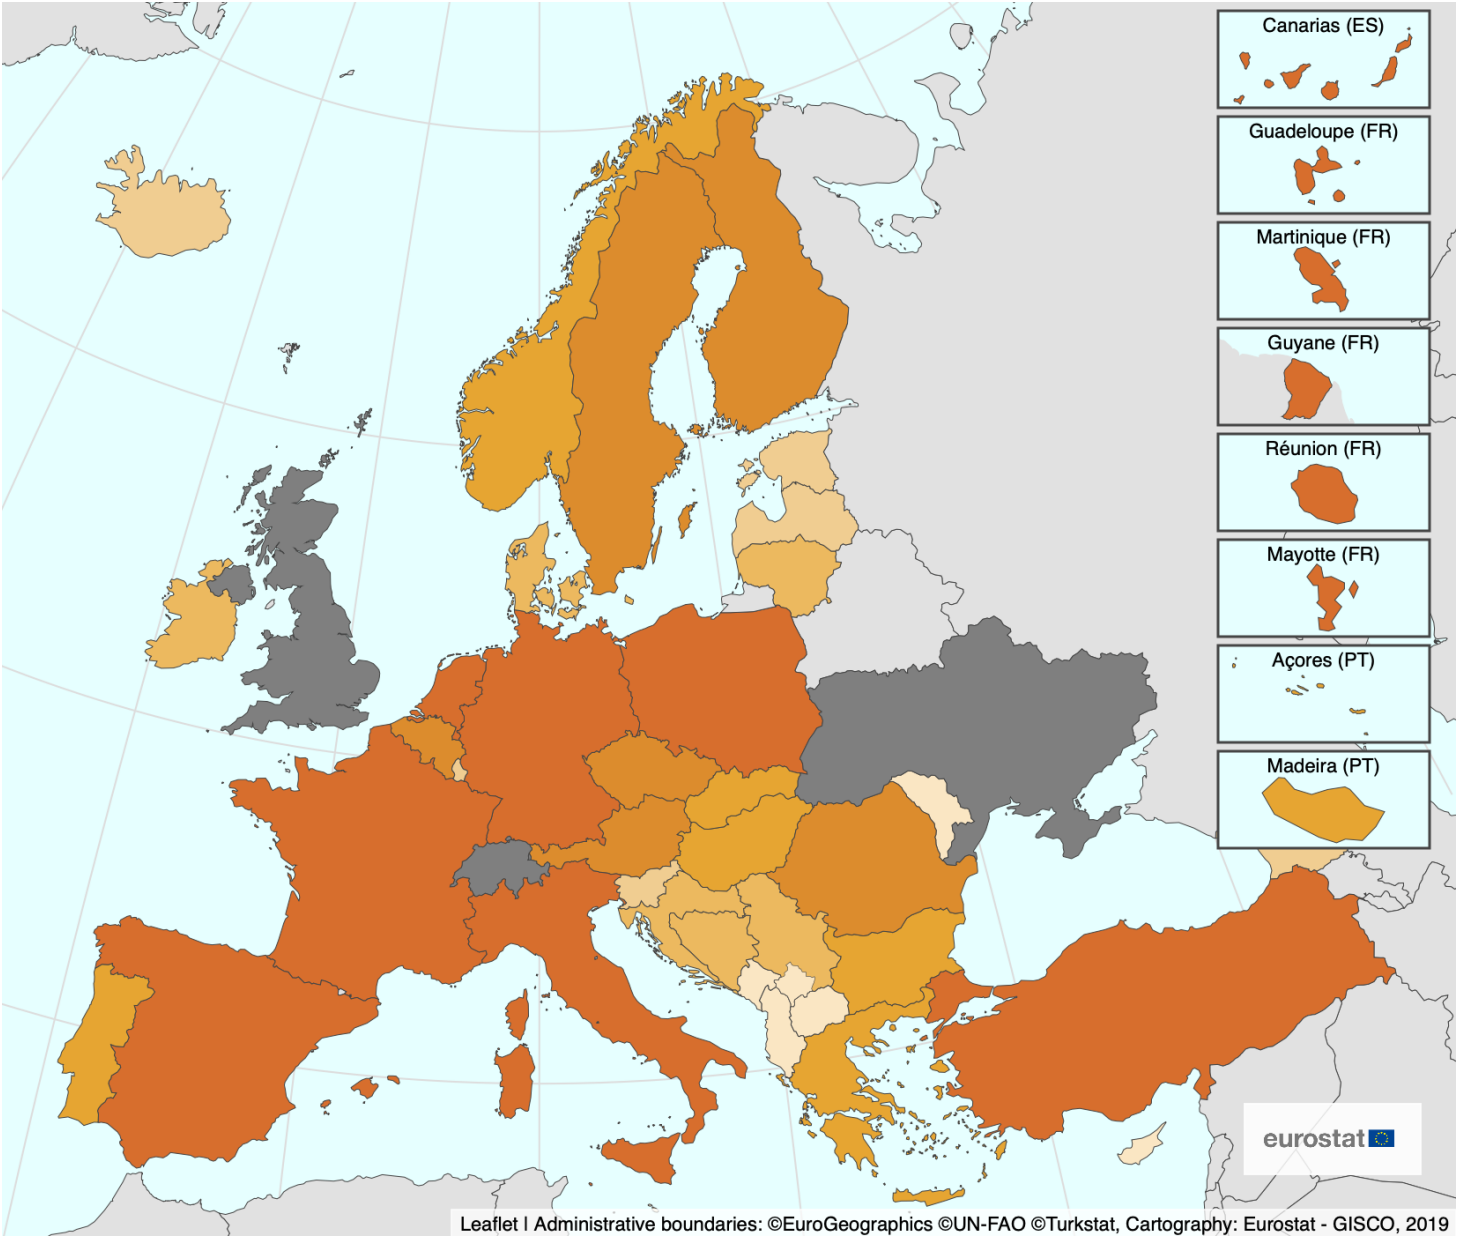 Canarias (ES)
Guadeloupe (FR)
Martinique (FR)
Guyane (FR)
Réunion (FR)
Mayotte (FR)
Açores (PT)
Madeira (PT)
eurostat
Leaflet | Administrative boundaries: ©EuroGeographics ©UN-FAO ©Turkstat, Cartography: Eurostat - GISCO, 2019